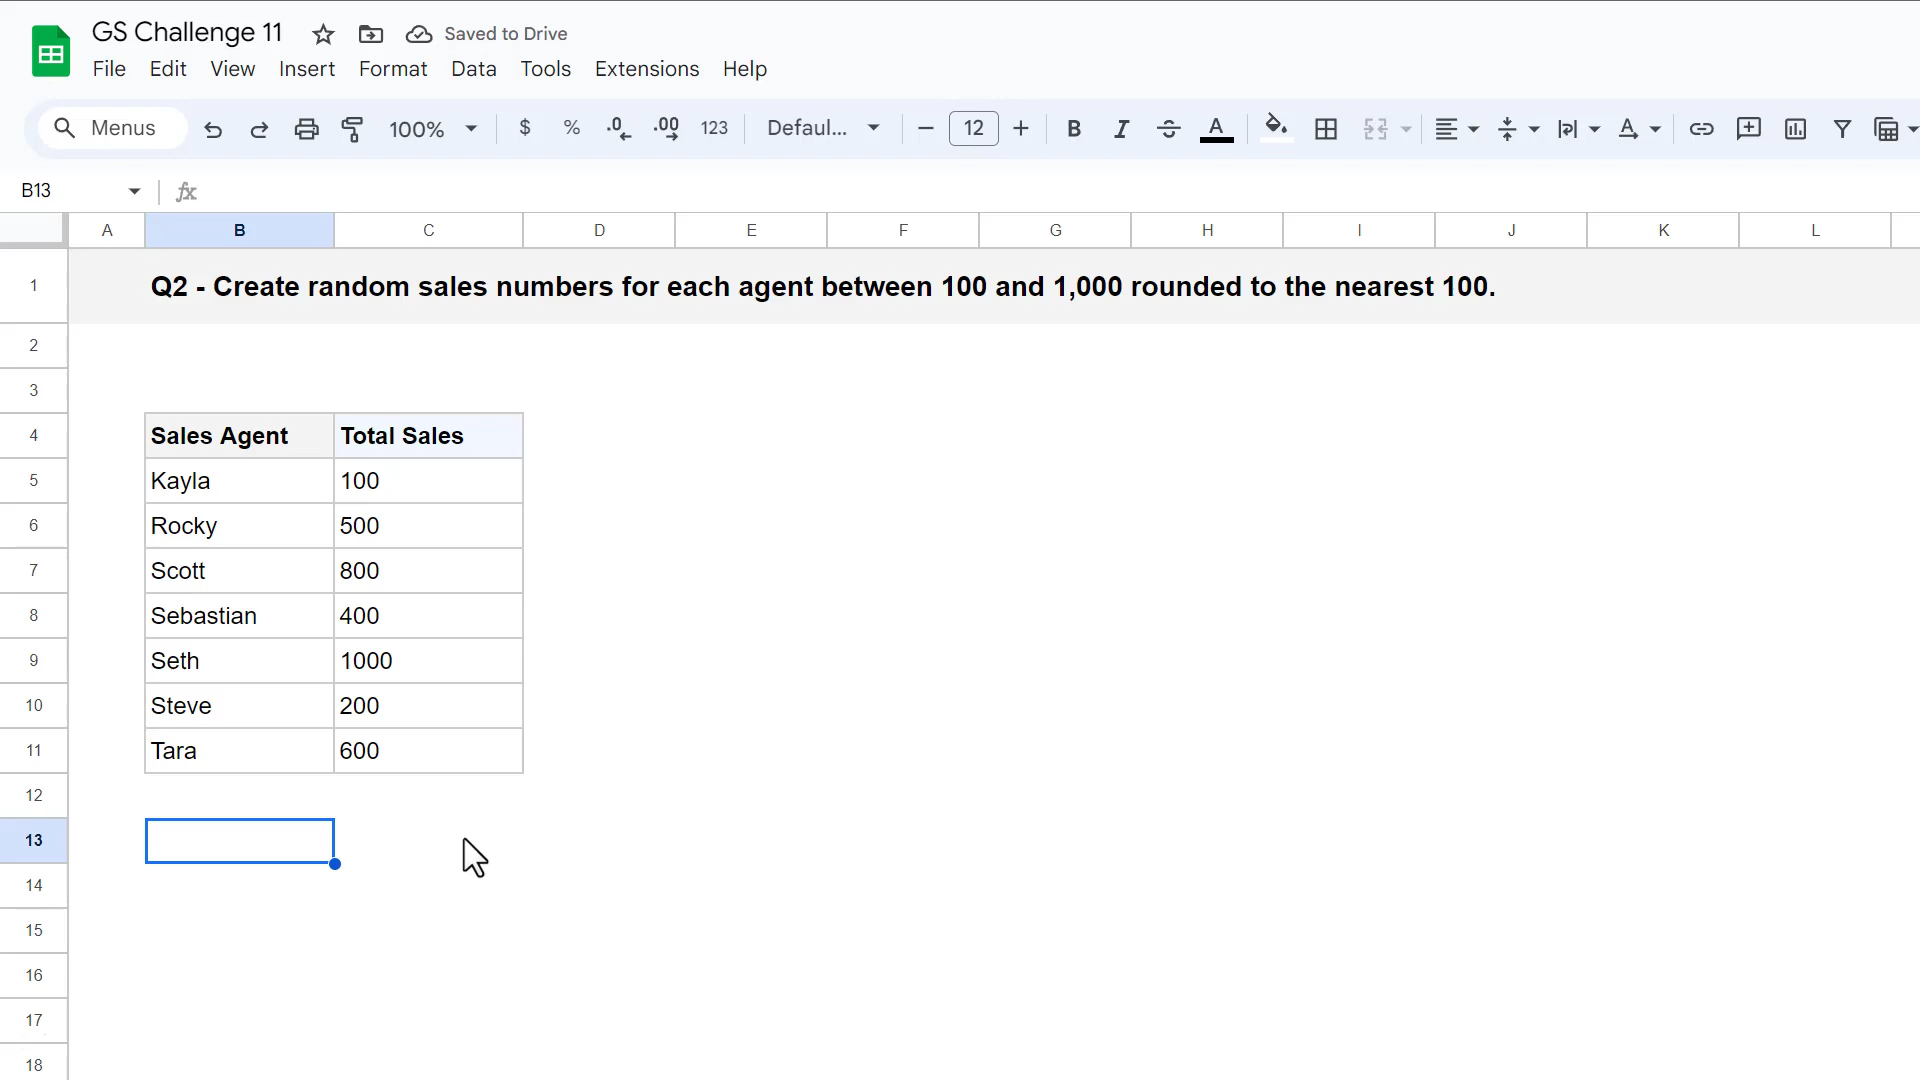 GS Challenge 11 Saved to Drive
File Edit View Insert Format Data Tools Extensions Help
Menus 100% $ % .0 .00 123 Defaul... 12 B I S A A
B13 fx
A B C D E F G H I J K L
1 Q2 - Create random sales numbers for each agent between 100 and 1,000 rounded to the nearest 100.
2
3
4 Sales Agent Total Sales
5 Kayla 100
6 Rocky 500
7 Scott 800
8 Sebastian 400
9 Seth 1000
10 Steve 200
11 Tara 600
12
13
14
15
16
17
18